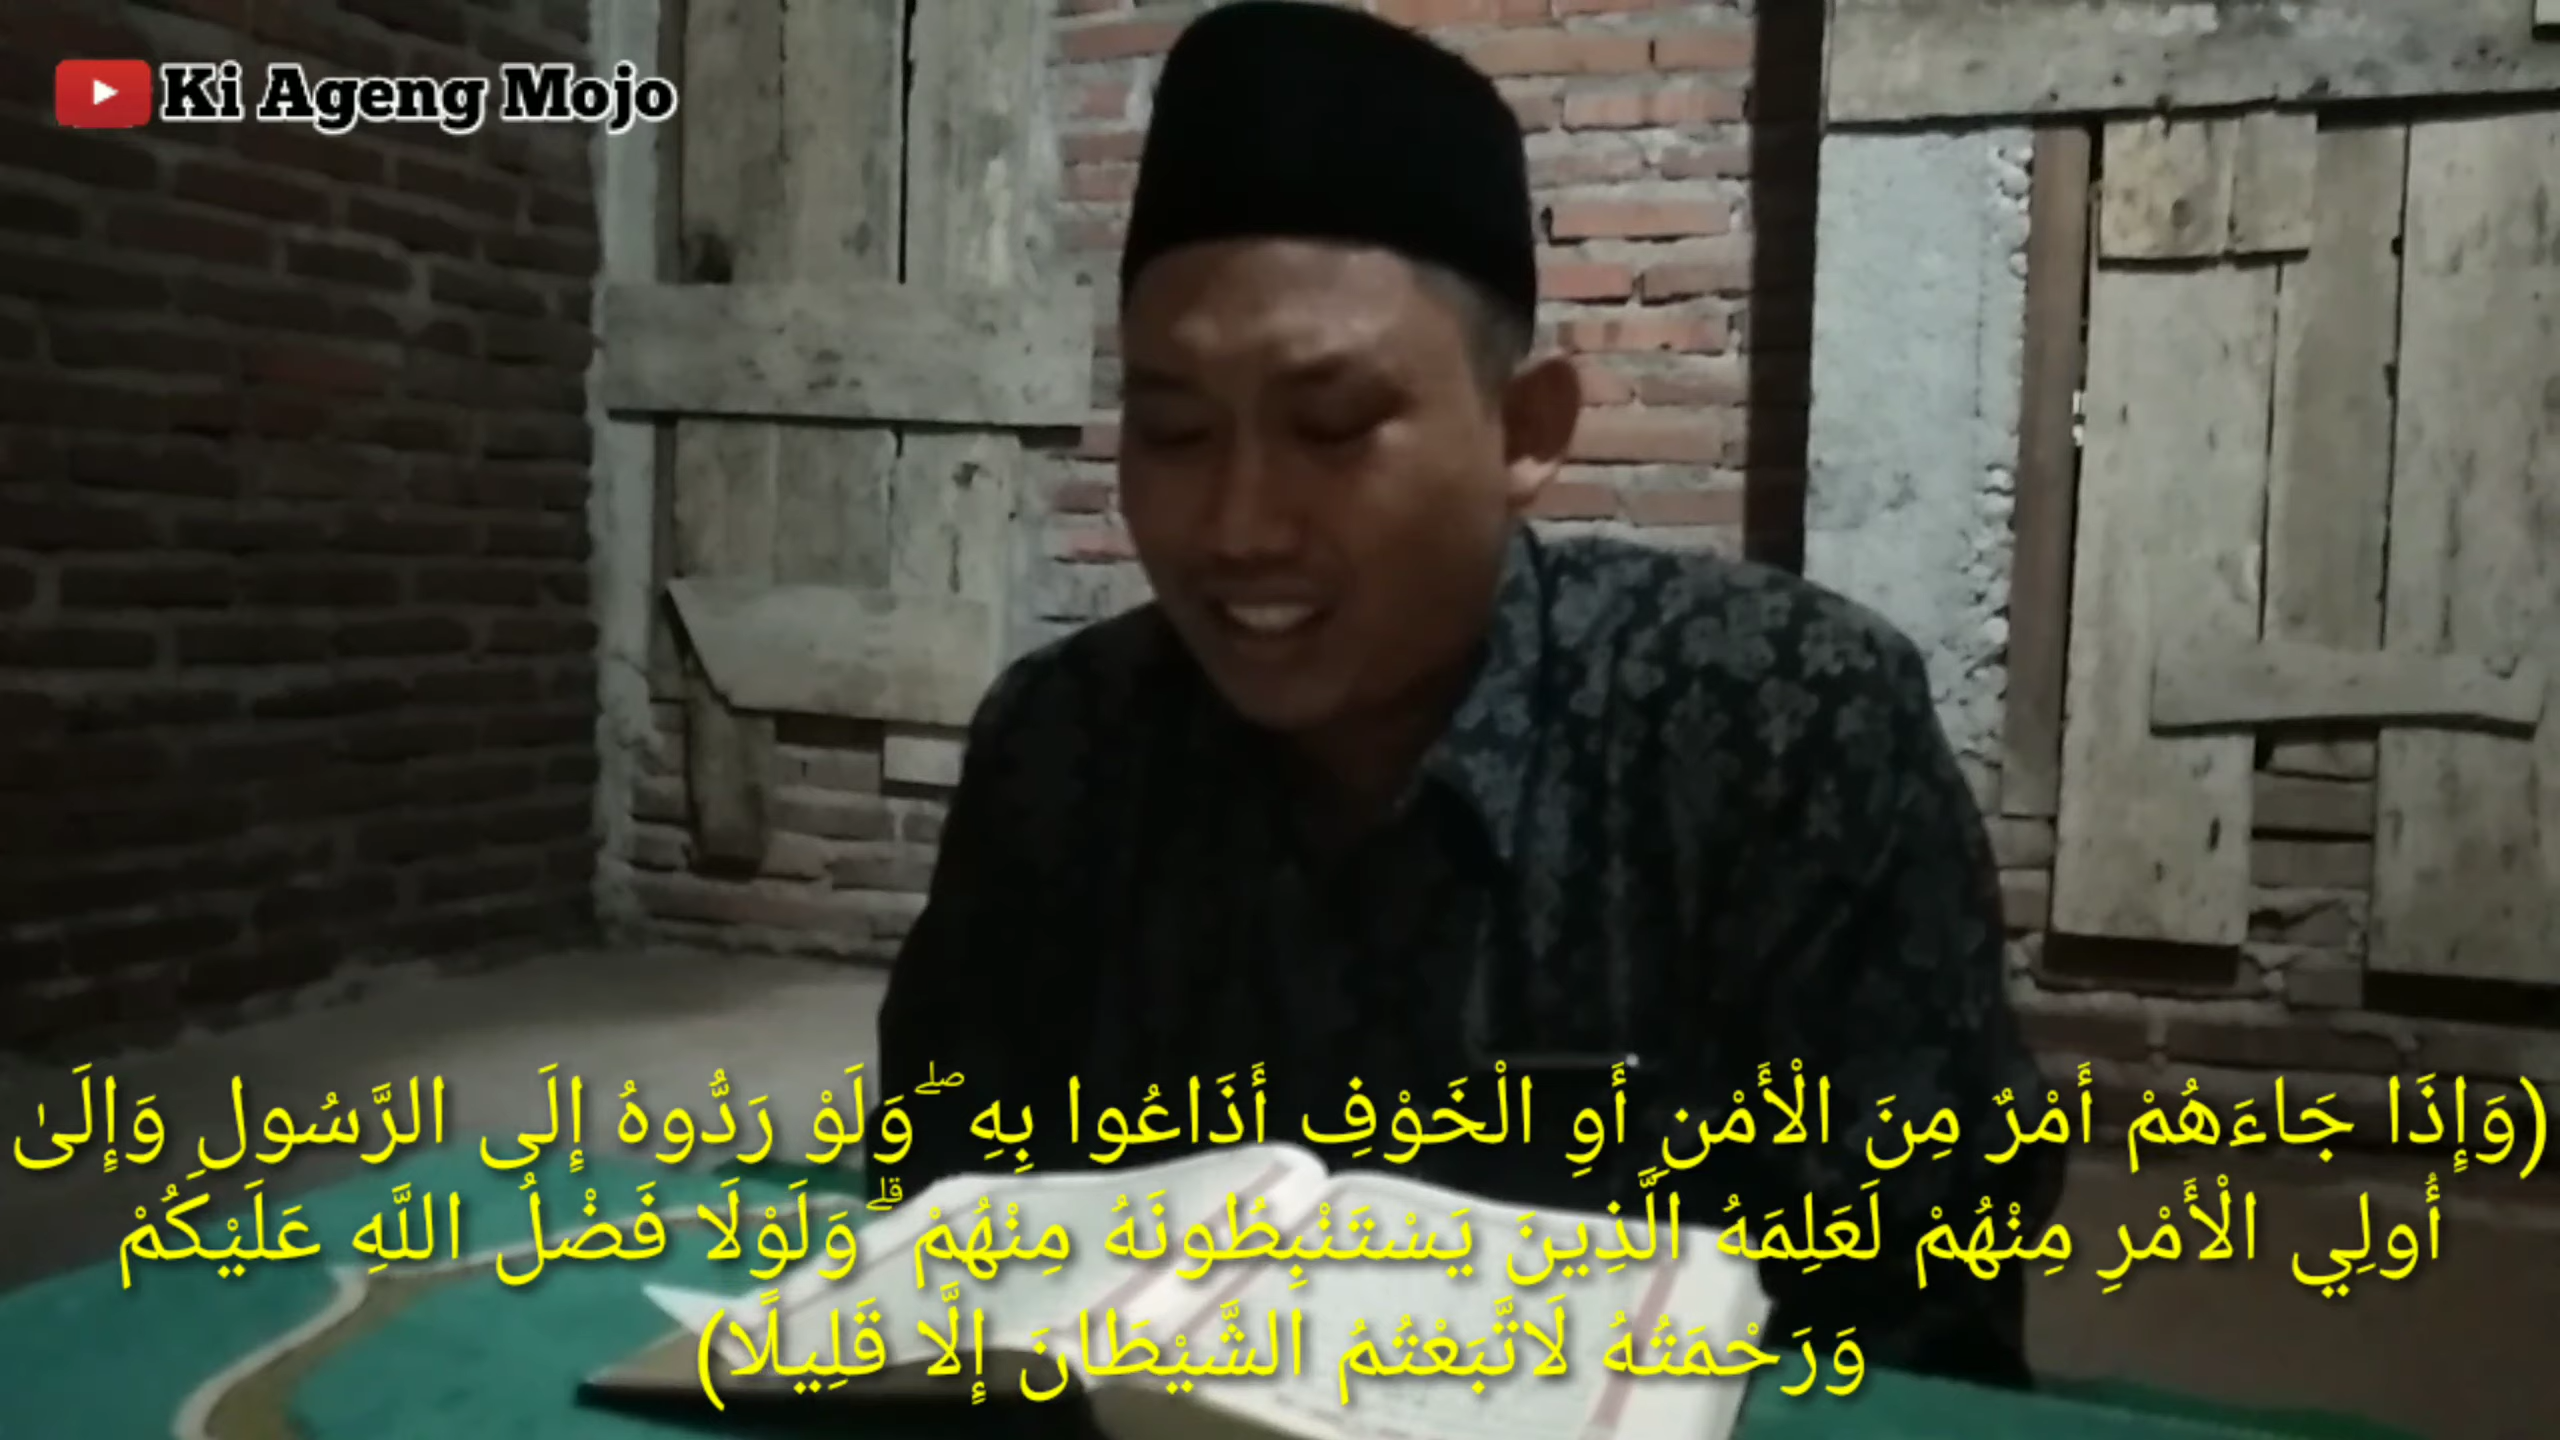 Ki Ageng Mojo
(وَإِذَا جَاءَهُمْ أَمْرٌ مِنَ الْأَمْنِ أَوِ الْخَوْفِ أَذَاعُوا بِهِ ۖ وَلَوْ رَدُّوهُ إِلَى الرَّسُولِ وَإِلَىٰ
أُولِي الْأَمْرِ مِنْهُمْ لَعَلِمَهُ الَّذِينَ يَسْتَنْبِطُونَهُ مِنْهُمْ ۗ وَلَوْلَا فَضْلُ اللَّهِ عَلَيْكُمْ
وَرَحْمَتُهُ لَاتَّبَعْتُمُ الشَّيْطَانَ إِلَّا قَلِيلًا)